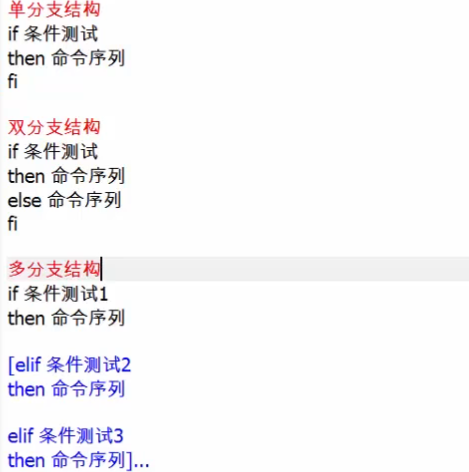 单分支结构
if 条件测试
then 命令序列
fi
双分支结构
if 条件测试
then 命令序列
else 命令序列
fi
多分支结构
if 条件测试1
then 命令序列
[elif 条件测试2
then 命令序列
elif 条件测试3
then 命令序列]...